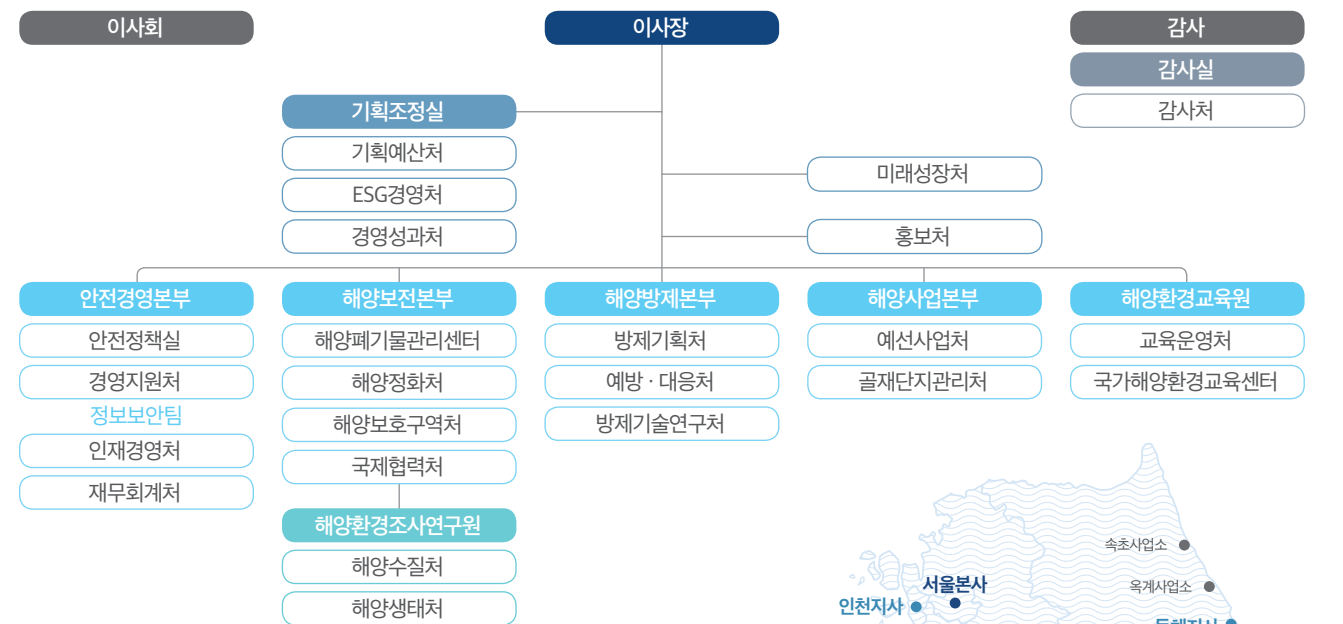 이사회
이사장
감사
감사실
감사처
기획조정실
기획예산처
ESG경영처
경영성과처
미래성장처
홍보처
안전경영본부
안전정책실
경영지원처
정보보안팀
인재경영처
재무회계처
해양보전본부
해양폐기물관리센터
해양정화처
해양보호구역처
국제협력처
해양환경조사연구원
해양수질처
해양생태처
해양방제본부
방제기획처
예방 · 대응처
방제기술연구처
해양사업본부
예선사업처
골재단지관리처
해양환경교육원
교육운영처
국가해양환경교육센터
속초사업소
옥계사업소
서울본사
인천지사